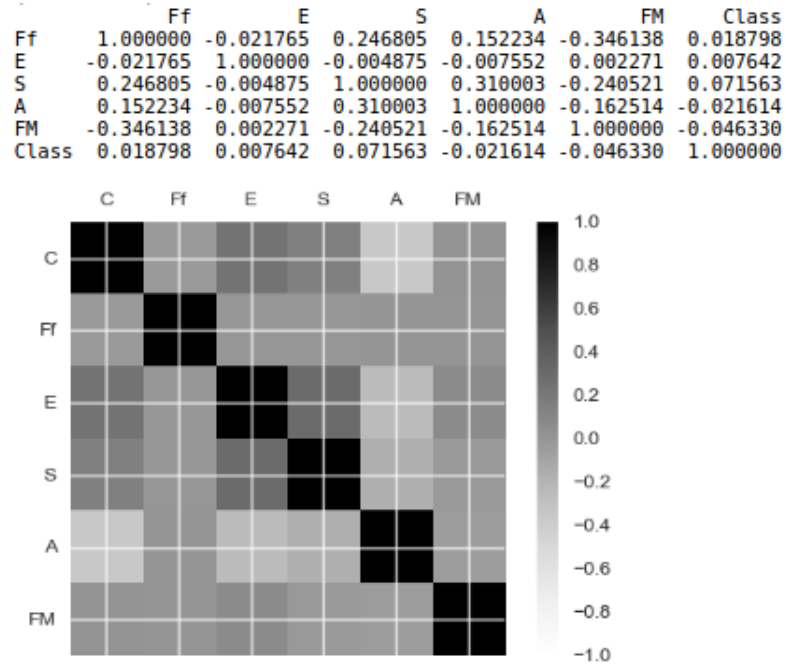 Ff E S A FM Class
Ff 1.000000 -0.021765 0.246805 0.152234 -0.346138 0.018798
E -0.021765 1.000000 -0.004875 -0.007552 0.002271 0.007642
S 0.246805 -0.004875 1.000000 0.310003 -0.240521 0.071563
A 0.152234 -0.007552 0.310003 1.000000 -0.162514 -0.021614
FM -0.346138 0.002271 -0.240521 -0.162514 1.000000 -0.046330
Class 0.018798 0.007642 0.071563 -0.021614 -0.046330 1.000000
C Ff E S A FM
1.0
C
0.8
0.6
Ff
0.4
E
0.2
0.0
S
−0.2
−0.4
A
−0.6
FM
−0.8
−1.0